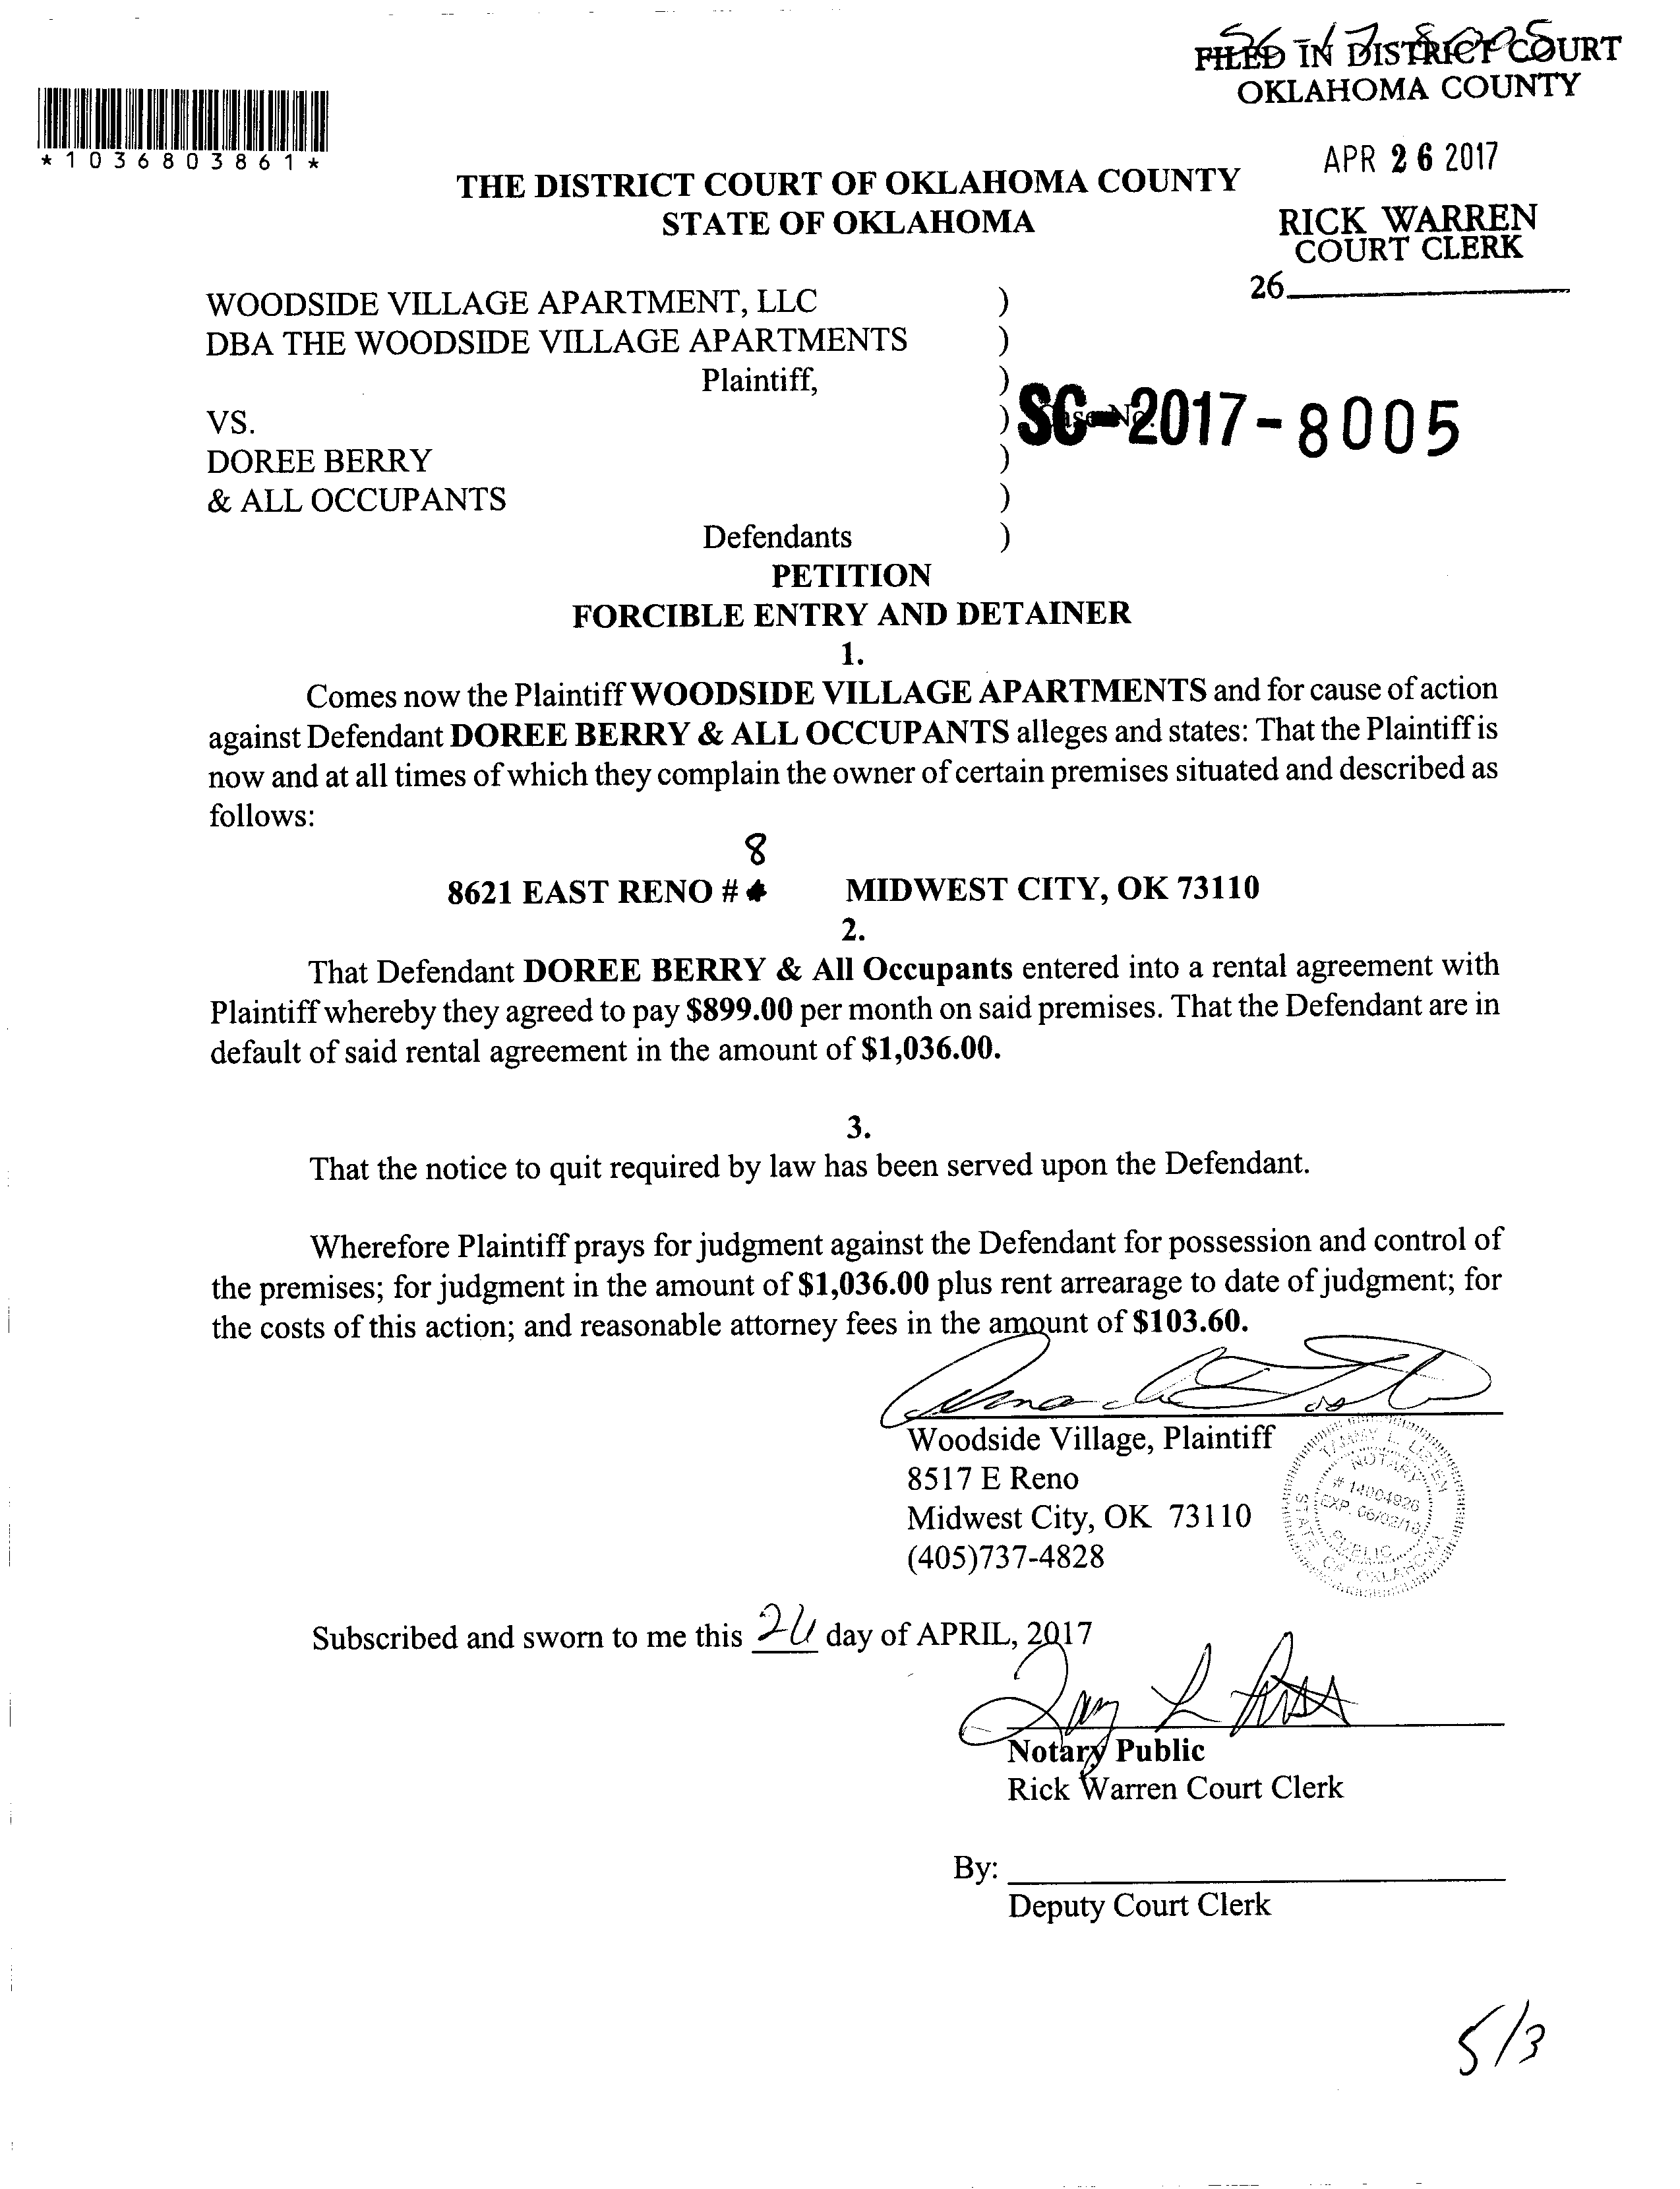 SC-17-8005
FILED IN DISTRICT COURT
OKLAHOMA COUNTY
*1036803861*
APR 26 2017
THE DISTRICT COURT OF OKLAHOMA COUNTY
STATE OF OKLAHOMA
RICK WARREN
COURT CLERK
26
WOODSIDE VILLAGE APARTMENT, LLC )
DBA THE WOODSIDE VILLAGE APARTMENTS )
Plaintiff, )
VS. ) Case No. SC-2017-8005
DOREE BERRY )
& ALL OCCUPANTS )
Defendants )
PETITION
FORCIBLE ENTRY AND DETAINER
1.
Comes now the Plaintiff WOODSIDE VILLAGE APARTMENTS and for cause of action
against Defendant DOREE BERRY & ALL OCCUPANTS alleges and states: That the Plaintiff is
now and at all times of which they complain the owner of certain premises situated and described as
follows:
8
8621 EAST RENO # MIDWEST CITY, OK 73110
2.
That Defendant DOREE BERRY & All Occupants entered into a rental agreement with
Plaintiff whereby they agreed to pay $899.00 per month on said premises. That the Defendant are in
default of said rental agreement in the amount of $1,036.00.
3.
That the notice to quit required by law has been served upon the Defendant.
Wherefore Plaintiff prays for judgment against the Defendant for possession and control of
the premises; for judgment in the amount of $1,036.00 plus rent arrearage to date of judgment; for
the costs of this action; and reasonable attorney fees in the amount of $103.60.
Woodside Village, Plaintiff
8517 E Reno
Midwest City, OK 73110
(405)737-4828
TAMMY L.
NOTARY
# 14004926
EXP. 06/02/18
PUBLIC
STATE OF OKLAHOMA
Subscribed and sworn to me this 26 day of APRIL, 2017
Notary Public
Rick Warren Court Clerk
By:
Deputy Court Clerk
5/3